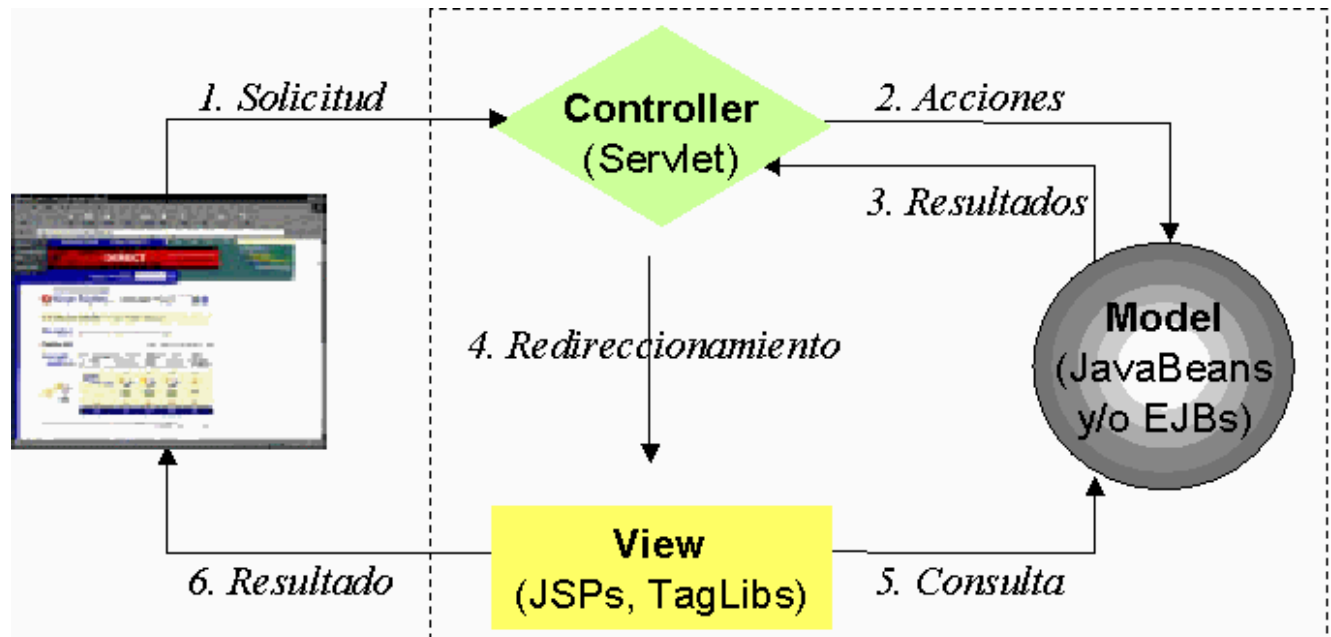 1. Solicitud
Controller
(Servlet)
2. Acciones
3. Resultados
DIRECT
4. Redireccionamiento
Model
(JavaBeans
y/o EJBs)
View
(JSPs, TagLibs)
5. Consulta
6. Resultado